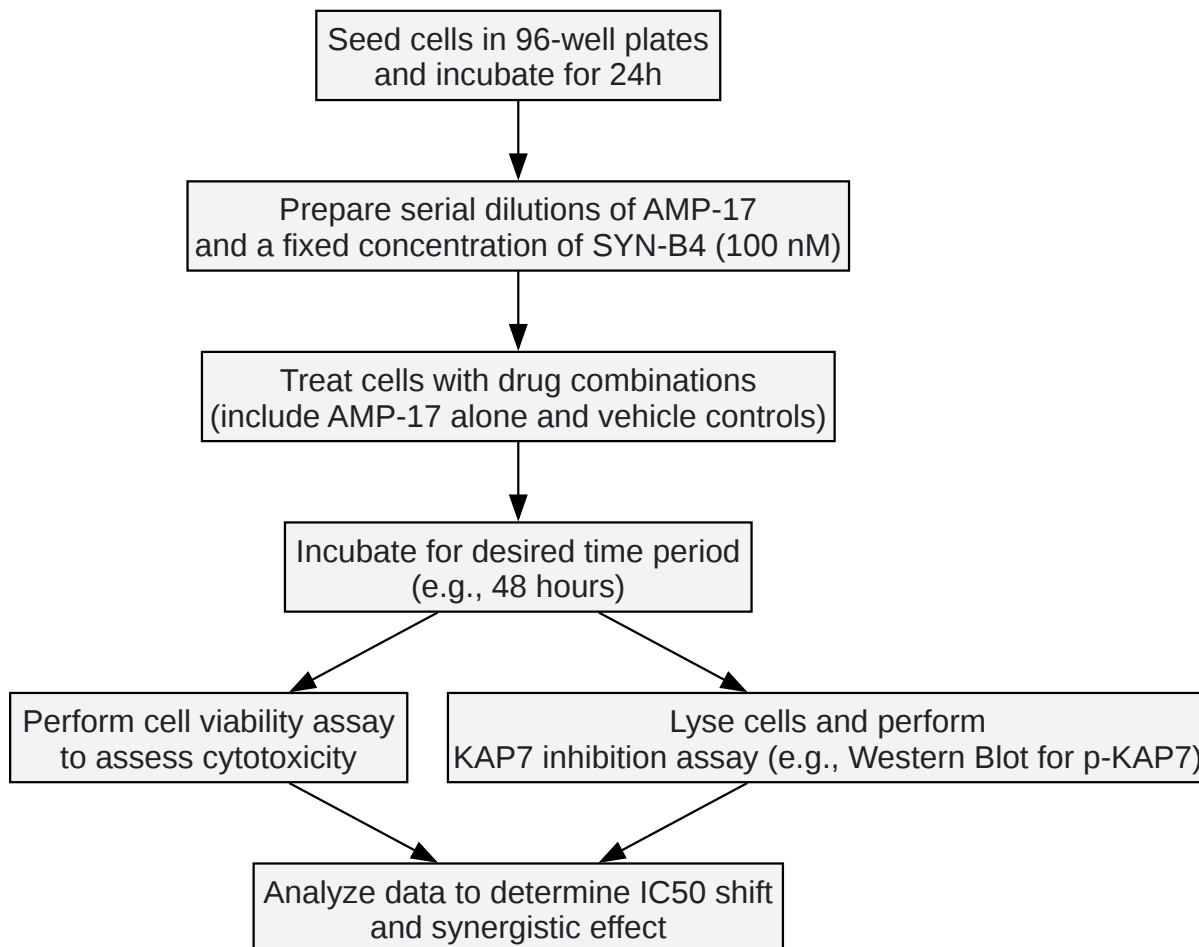 Seed cells in 96-well plates
and incubate for 24h
Prepare serial dilutions of AMP-17
and a fixed concentration of SYN-B4 (100 nM)
Treat cells with drug combinations
(include AMP-17 alone and vehicle controls)
Incubate for desired time period
(e.g., 48 hours)
Perform cell viability assay
to assess cytotoxicity
Lyse cells and perform
KAP7 inhibition assay (e.g., Western Blot for p-KAP7)
Analyze data to determine IC50 shift
and synergistic effect